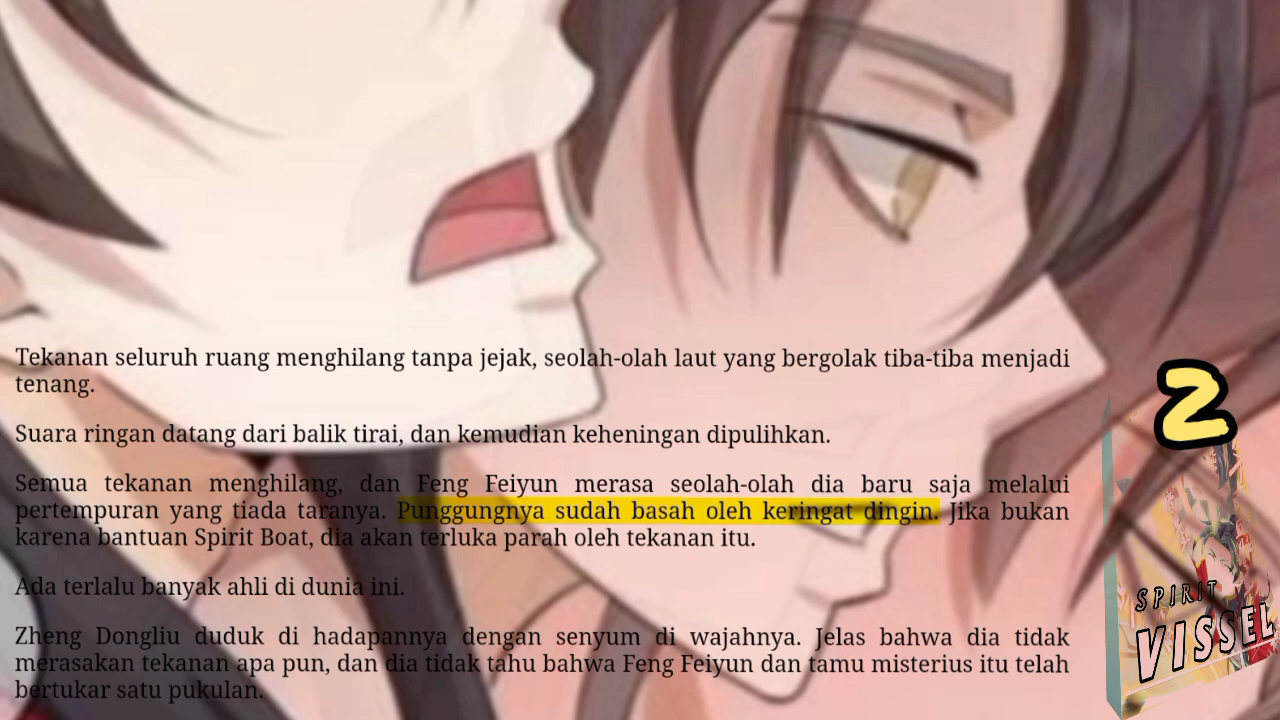 Tekanan seluruh ruang menghilang tanpa jejak, seolah-olah laut yang bergolak tiba-tiba menjadi
tenang.
Suara ringan datang dari balik tirai, dan kemudian keheningan dipulihkan.
Semua tekanan menghilang, dan Feng Feiyun merasa seolah-olah dia baru saja melalui
pertempuran yang tiada taranya. Punggungnya sudah basah oleh keringat dingin. Jika bukan
karena bantuan Spirit Boat, dia akan terluka parah oleh tekanan itu.
Ada terlalu banyak ahli di dunia ini.
Zheng Dongliu duduk di hadapannya dengan senyum di wajahnya. Jelas bahwa dia tidak
merasakan tekanan apa pun, dan dia tidak tahu bahwa Feng Feiyun dan tamu misterius itu telah
bertukar satu pukulan.
2
SPIRIT
VISSEL